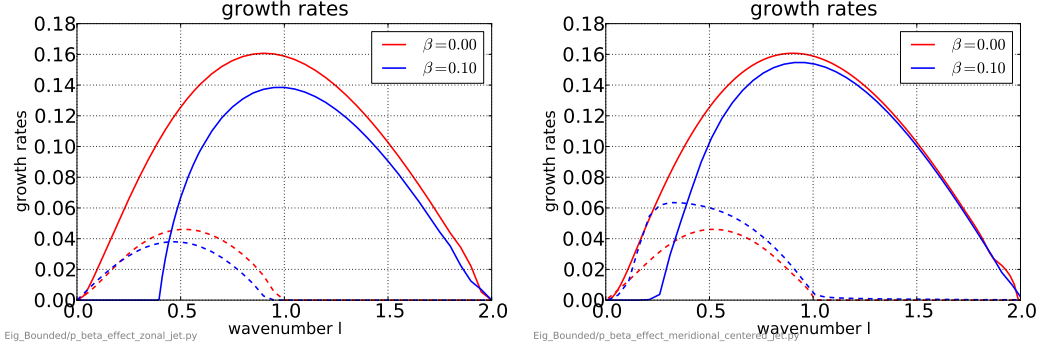 growth rates
0.18
0.16
0.14
0.12
0.10
0.08
0.06
0.04
0.02
0.00
growth rates
β=0.00
β=0.10
0.0
0.5
1.0
1.5
2.0
wavenumber l
Eig_Bounded/p_beta_effect_zonal_jet.py
growth rates
0.18
0.16
0.14
0.12
0.10
0.08
0.06
0.04
0.02
0.00
growth rates
β=0.00
β=0.10
0.0
0.5
1.0
1.5
2.0
wavenumber l
Eig_Bounded/p_beta_effect_meridional_centered_jet.py